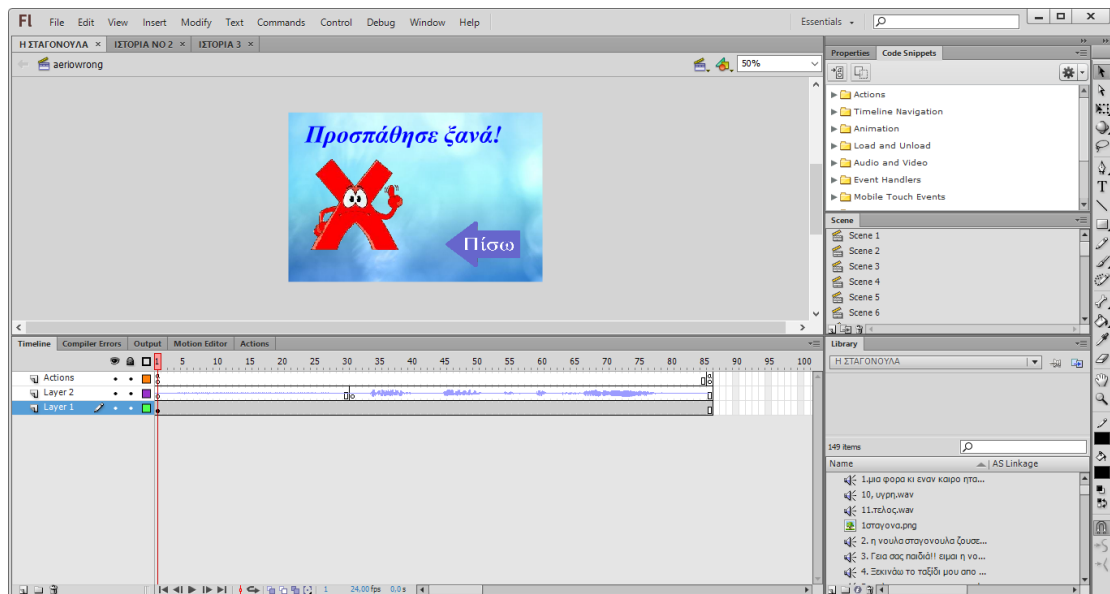 Fl File Edit View Insert Modify Text Commands Control Debug Window Help Essentials
Η ΣΤΑΓΟΝΟΥΛΑ × ΙΣΤΟΡΙΑ ΝΟ 2 × ΙΣΤΟΡΙΑ 3 ×
aeriowrong 50%
Προσπάθησε ξανά!
Πίσω
Properties Code Snippets
Actions
Timeline Navigation
Animation
Load and Unload
Audio and Video
Event Handlers
Mobile Touch Events
Scene
Scene 1
Scene 2
Scene 3
Scene 4
Scene 5
Scene 6
Timeline Compiler Errors Output Motion Editor Actions
1 5 10 15 20 25 30 35 40 45 50 55 60 65 70 75 80 85 90 95 100
Actions
Layer 2
Layer 1
1 24.00 fps 0.0 s
Library
Η ΣΤΑΓΟΝΟΥΛΑ
149 items
Name AS Linkage
1.μια φορα κι εναν καιρο ητα...
10, υγρη.wav
11.τελος.wav
1σταγονα.png
2. η νουλα σταγονουλα ζουσε...
3. Γεια σας παιδιά!! ειμαι η νο...
4. Ξεκινάω το ταξίδι μου απο ...